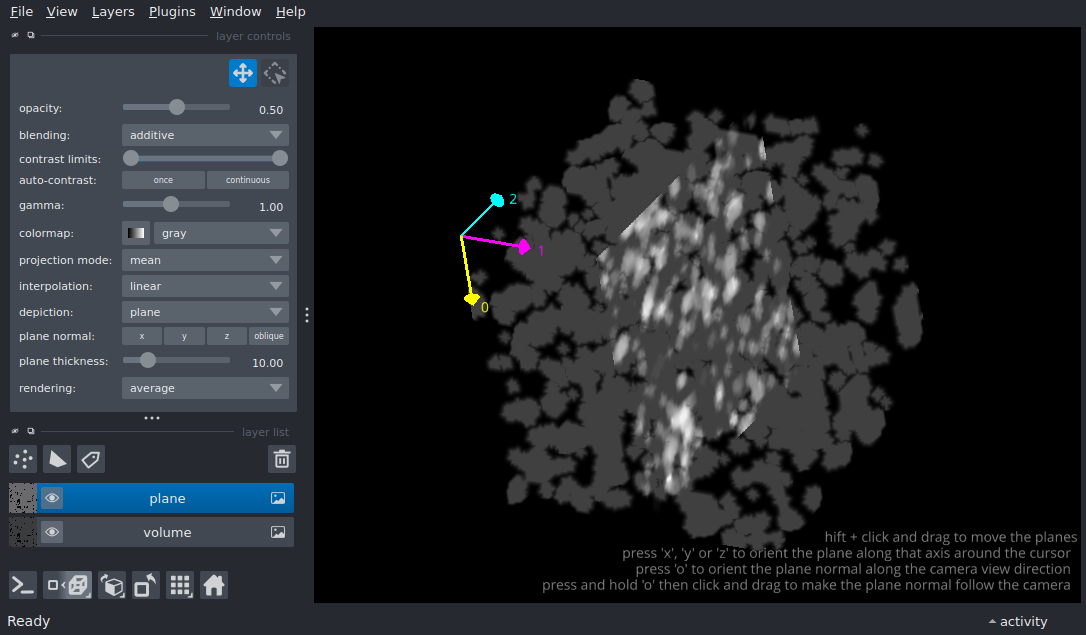 File View Layers Plugins Window Help
layer controls
opacity: 0.50
blending: additive
contrast limits:
auto-contrast: once continuous
gamma: 1.00
colormap: gray
projection mode: mean
interpolation: linear
depiction: plane
plane normal: x y z oblique
plane thickness: 10.00
rendering: average
layer list
plane
volume
2
1
0
hift + click and drag to move the planes
press 'x', 'y' or 'z' to orient the plane along that axis around the cursor
press 'o' to orient the plane normal along the camera view direction
press and hold 'o' then click and drag to make the plane normal follow the camera
Ready activity